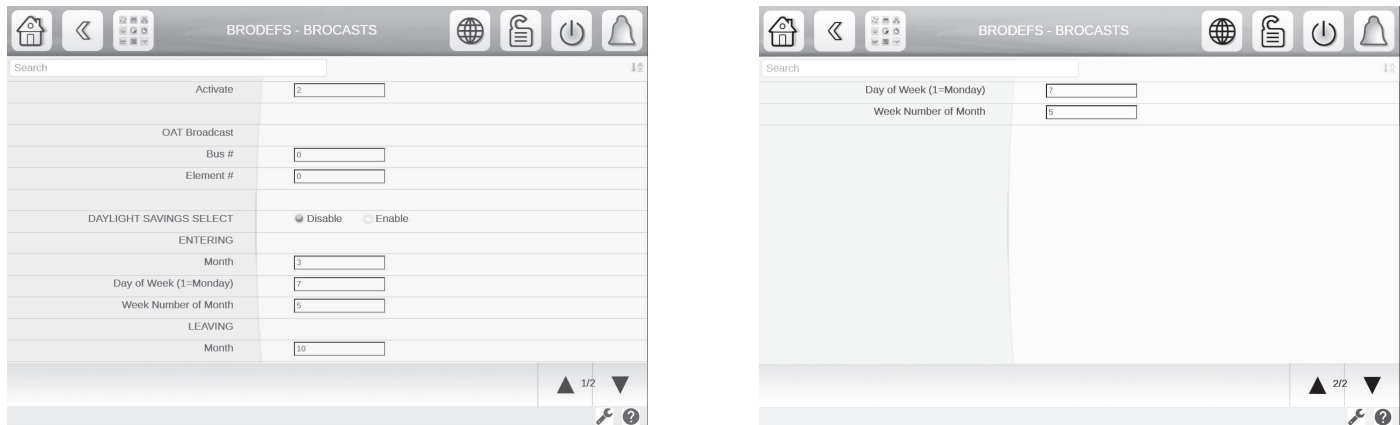 BRODEFS - BROCASTS
Search
Activate 2
OAT Broadcast
Bus # 0
Element # 0
DAYLIGHT SAVINGS SELECT Disable Enable
ENTERING
Month 3
Day of Week (1=Monday) 7
Week Number of Month 5
LEAVING
Month 10
1/2
BRODEFS - BROCASTS
Search
Day of Week (1=Monday) 7
Week Number of Month 5
2/2